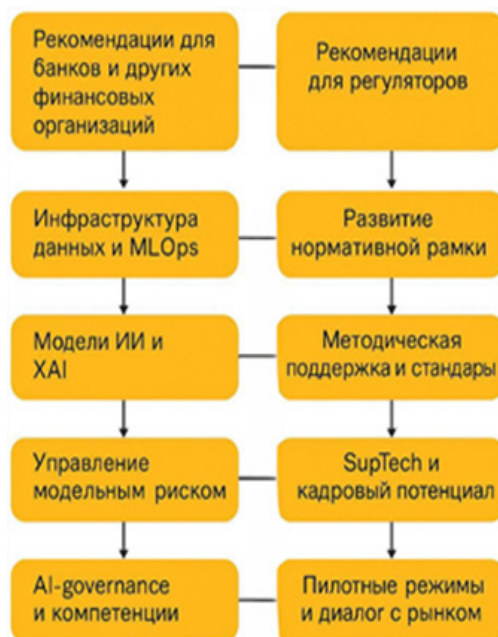 Рекомендации для
банков и других
финансовых
организаций
Рекомендации
для регуляторов
Инфраструктура
данных и MLOps
Развитие
нормативной рамки
Модели ИИ и
XAI
Методическая
поддержка и стандары
Управление
модельным риском
SupTech и
кадровый потенциал
AI-governance
и компетенции
Пилотные режимы
и диалог с рынком